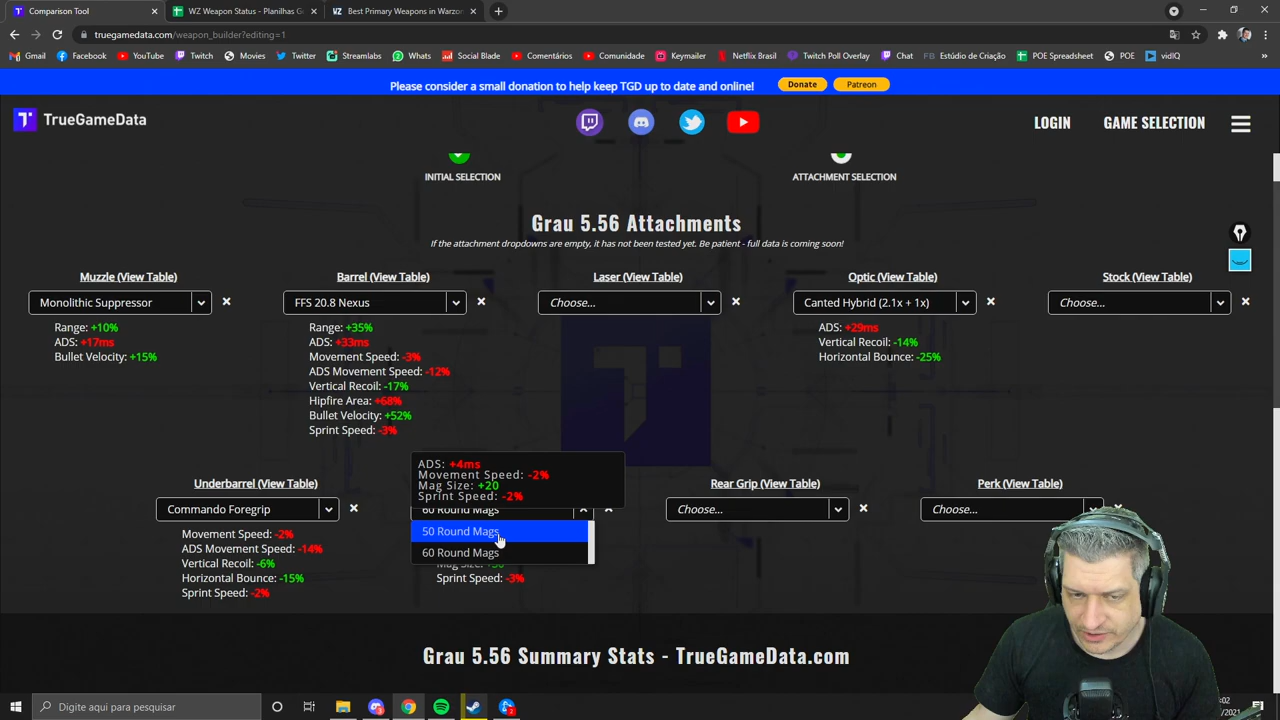 Comparison Tool
WZ Weapon Status - Planilhas G
Best Primary Weapons in Warzo
truegamedata.com/weapon_builder?editing=1
Gmail
Facebook
YouTube
Twitch
Movies
Twitter
Streamlabs
Whats
Social Blade
Comentários
Comunidade
Keymailer
Netflix Brasil
Twitch Poll Overlay
Chat
Estúdio de Criação
POE Spreadsheet
POE
vidIQ
Please consider a small donation to help keep TGD up to date and online!
Donate
Patreon
TrueGameData
LOGIN
GAME SELECTION
INITIAL SELECTION
ATTACHMENT SELECTION
Grau 5.56 Attachments
If the attachment dropdowns are empty, it has not been tested yet. Be patient - full data is coming soon!
Muzzle (View Table)
Monolithic Suppressor
Range: +10%
ADS: +17ms
Bullet Velocity: +15%
Barrel (View Table)
FFS 20.8 Nexus
Range: +35%
ADS: +33ms
Movement Speed: -3%
ADS Movement Speed: -12%
Vertical Recoil: -17%
Hipfire Area: +68%
Bullet Velocity: +52%
Sprint Speed: -3%
Laser (View Table)
Choose...
Optic (View Table)
Canted Hybrid (2.1x + 1x)
ADS: +29ms
Vertical Recoil: -14%
Horizontal Bounce: -25%
Stock (View Table)
Choose...
Underbarrel (View Table)
Commando Foregrip
Movement Speed: -2%
ADS Movement Speed: -14%
Vertical Recoil: -6%
Horizontal Bounce: -15%
Sprint Speed: -2%
ADS: +4ms
Movement Speed: -2%
Mag Size: +20
Sprint Speed: -2%
60 Round Mags
50 Round Mags
60 Round Mags
Mag Size: +30
Sprint Speed: -3%
Rear Grip (View Table)
Choose...
Perk (View Table)
Choose...
Grau 5.56 Summary Stats - TrueGameData.com
Digite aqui para pesquisar
:02
/2021